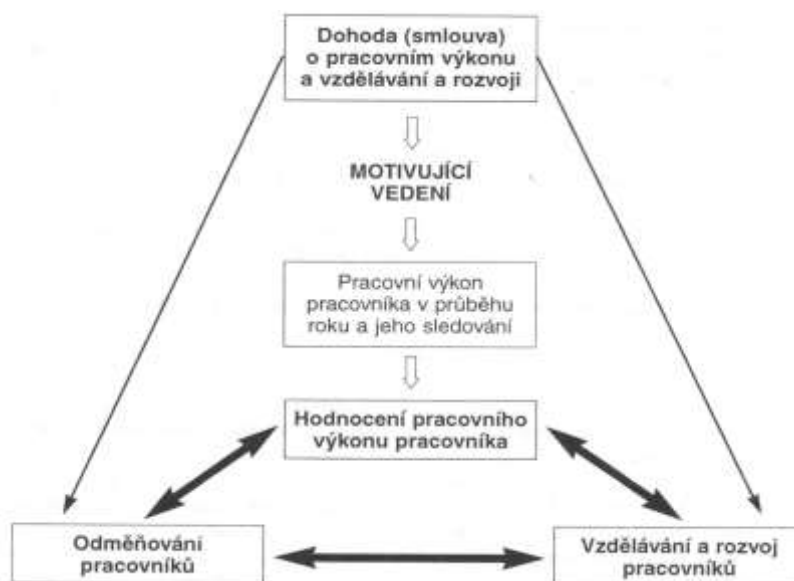 Dohoda (smlouva)
o pracovním výkonu
a vzdělávání a rozvoji
MOTIVUJÍCÍ
VEDENÍ
Pracovní výkon
pracovníka v průběhu
roku a jeho sledování
Hodnocení pracovního
výkonu pracovníka
Odměňování
pracovníků
Vzdělávání a rozvoj
pracovníků